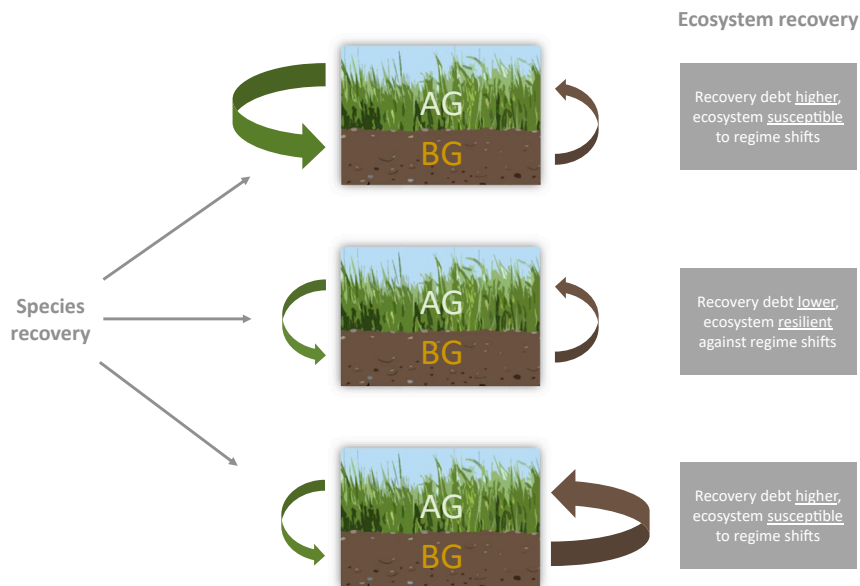 Ecosystem recovery
AG
BG
Recovery debt higher,
ecosystem susceptible
to regime shifts
Species
recovery
AG
BG
Recovery debt lower,
ecosystem resilient
against regime shifts
AG
BG
Recovery debt higher,
ecosystem susceptible
to regime shifts